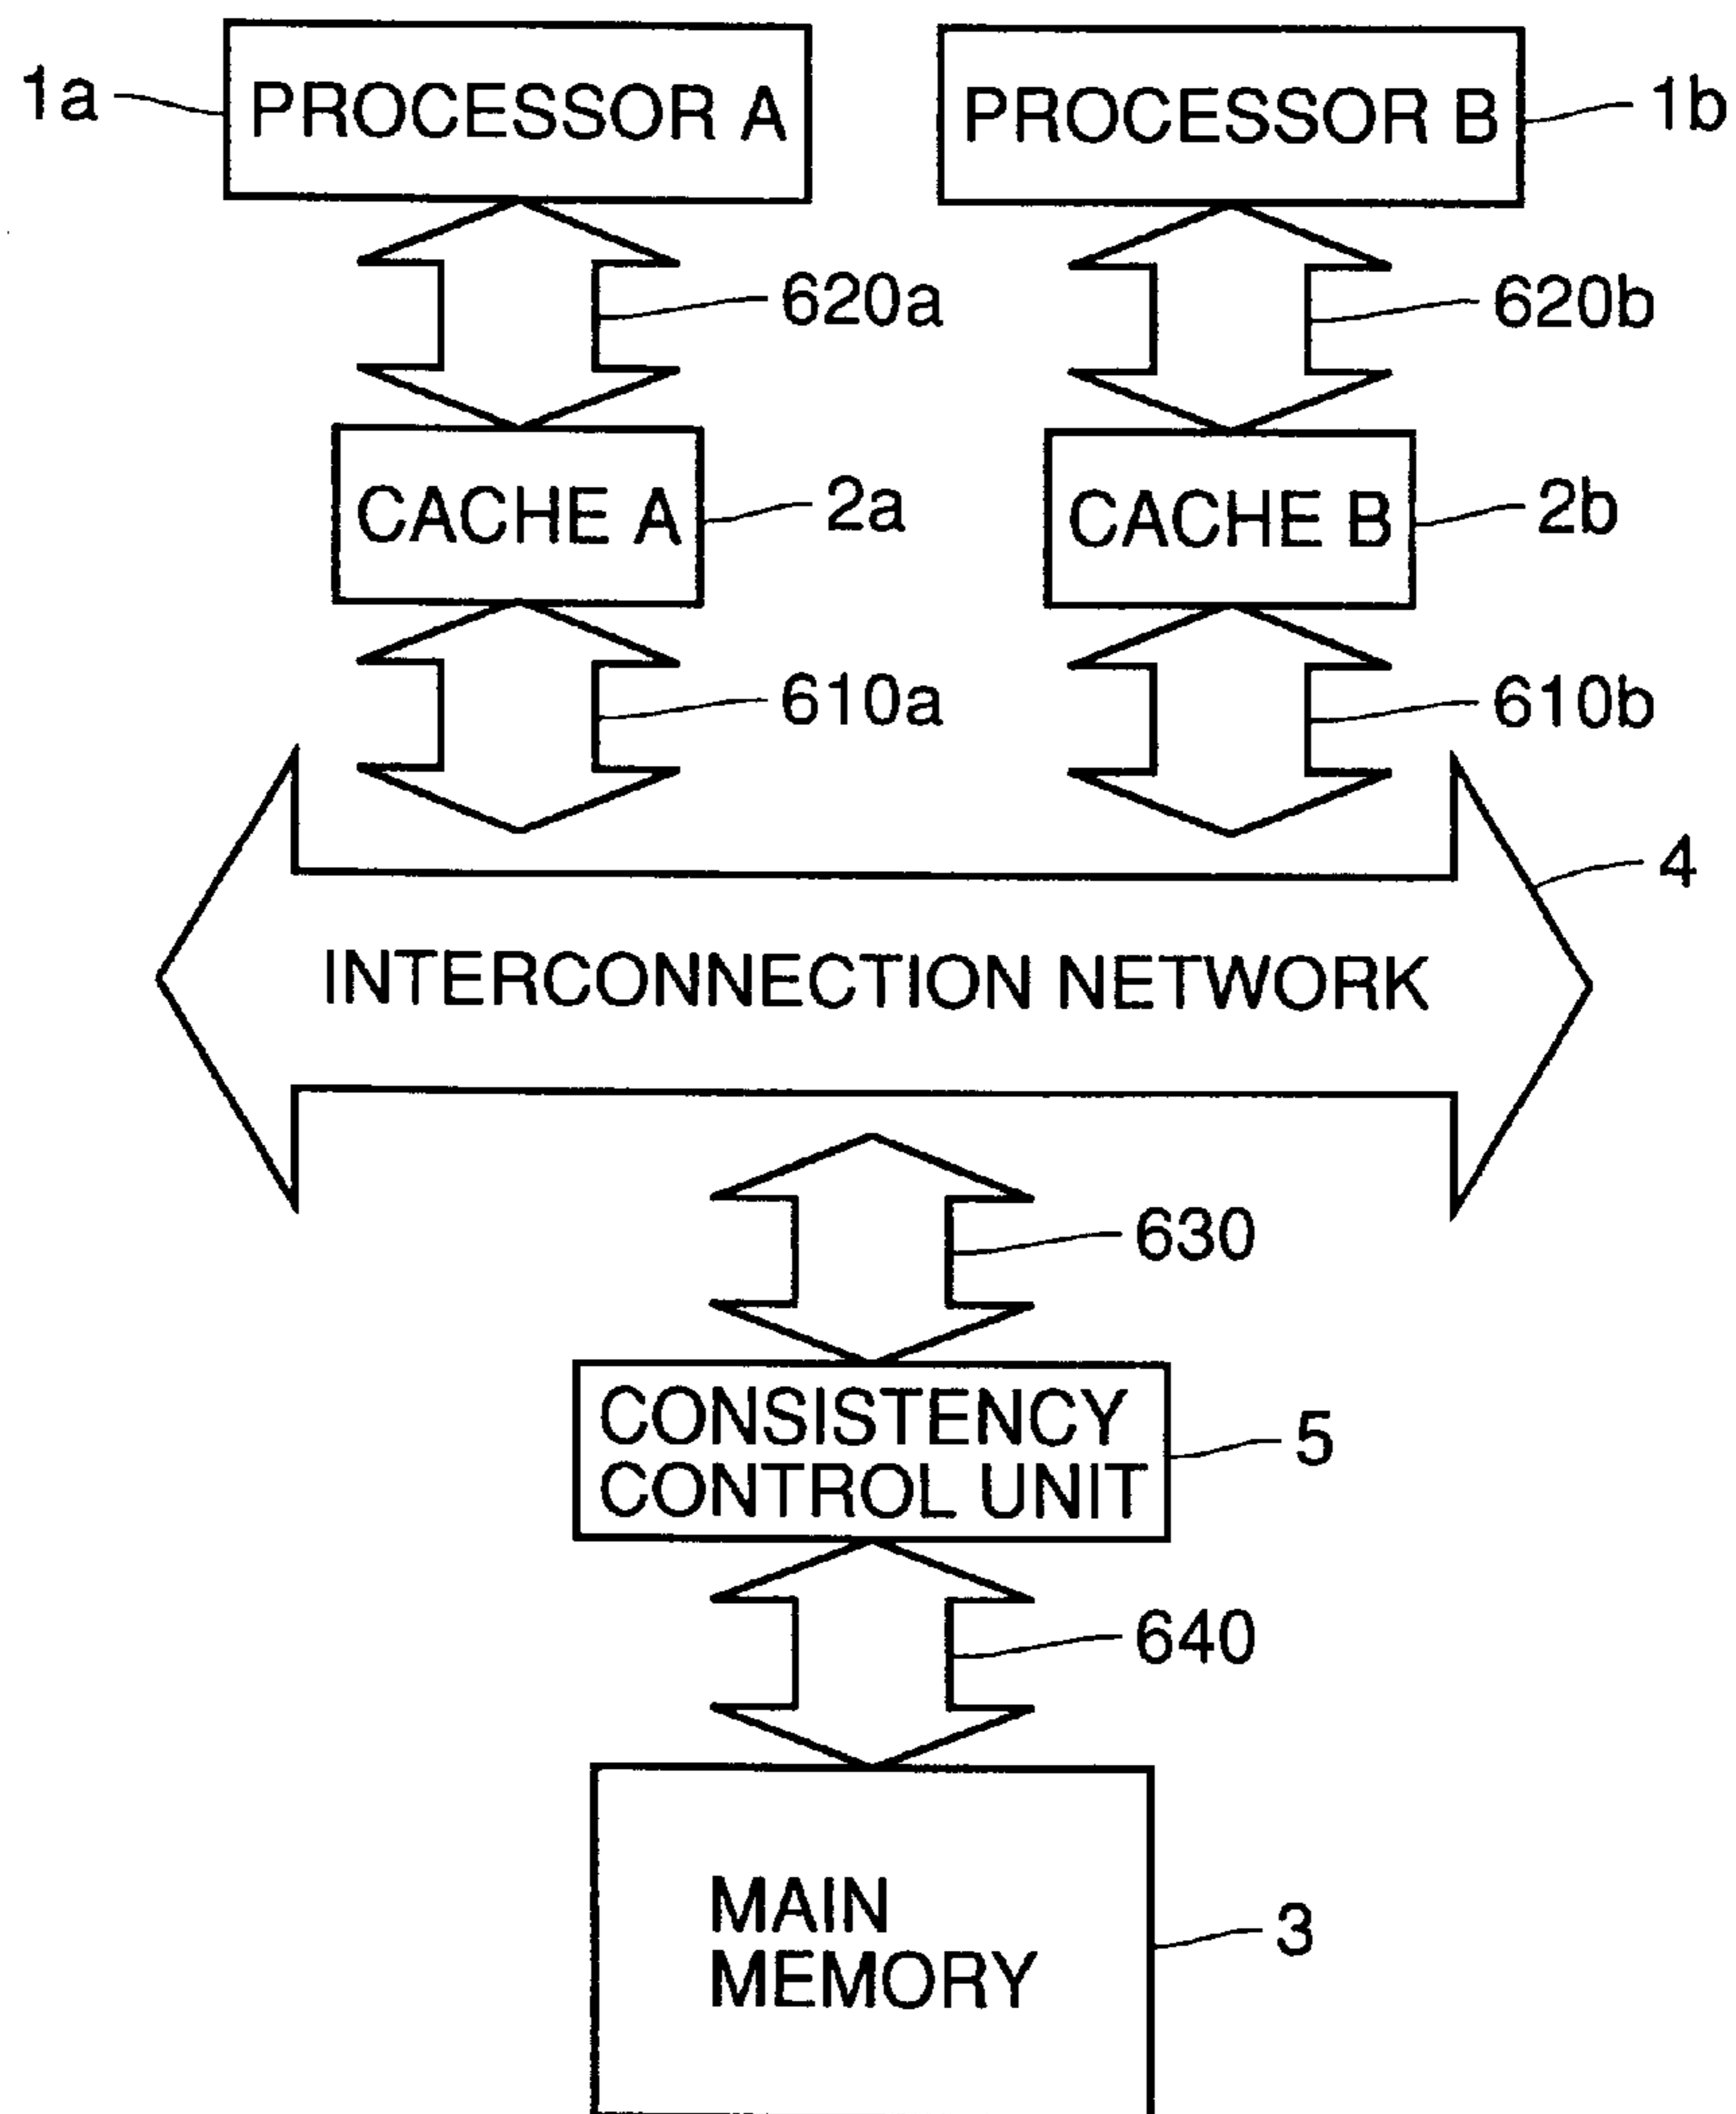 1a
PROCESSOR A
PROCESSOR B
1b
620a
620b
CACHE A
2a
CACHE B
2b
610a
610b
4
INTERCONNECTION NETWORK
630
CONSISTENCY
CONTROL UNIT
5
640
MAIN
MEMORY
3